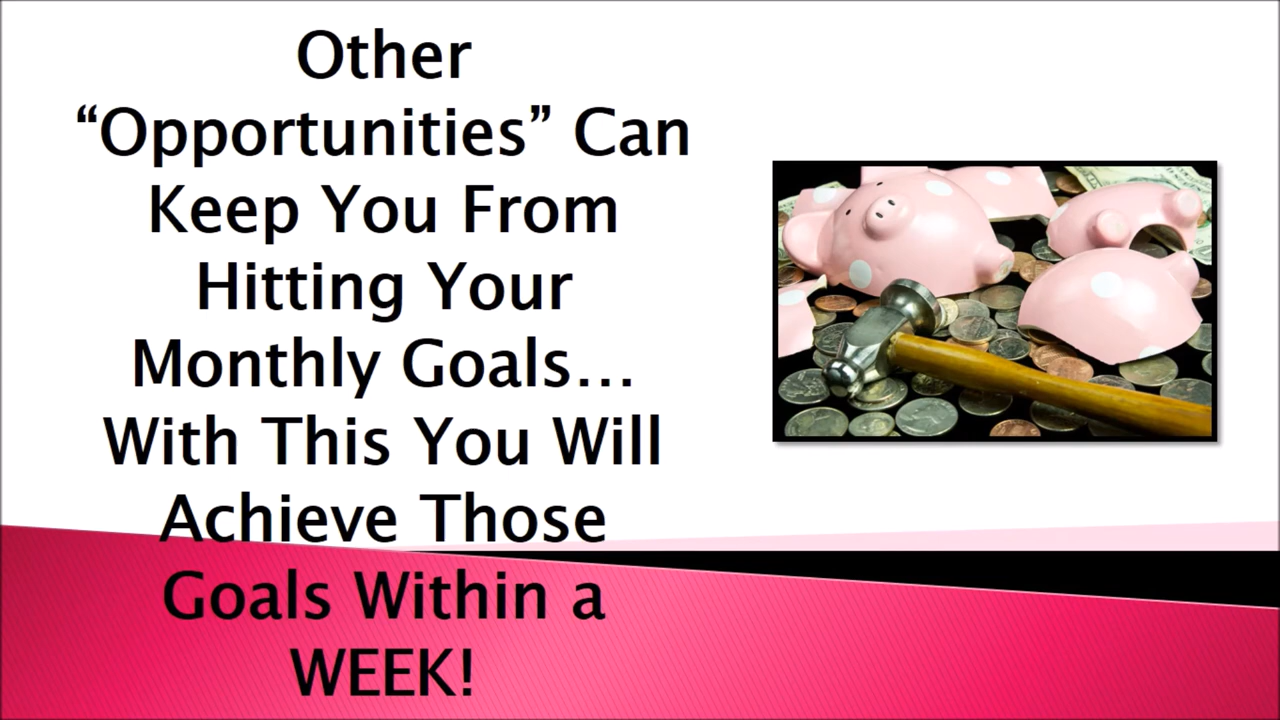 Other
“Opportunities” Can
Keep You From
Hitting Your
Monthly Goals…
With This You Will
Achieve Those
Goals Within a
WEEK!